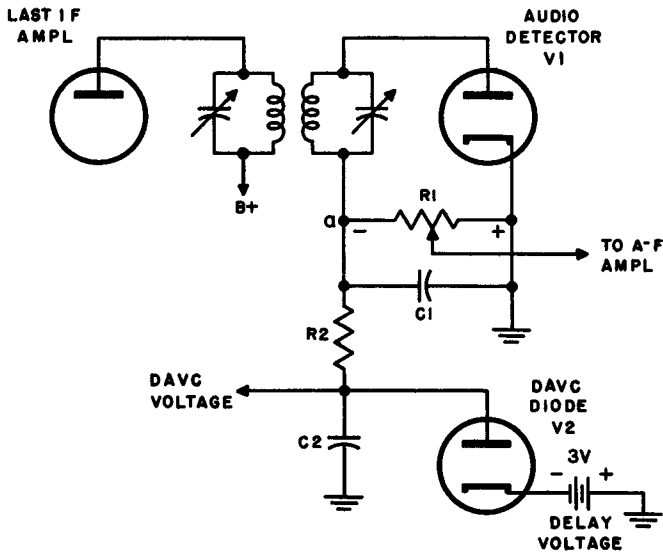 LAST IF
AMPL
AUDIO
DETECTOR
V1
B+
R1
a
-
+
TO A-F
AMPL
C1
R2
DAVC
VOLTAGE
DAVC
DIODE
V2
C2
3V
-
+
DELAY
VOLTAGE